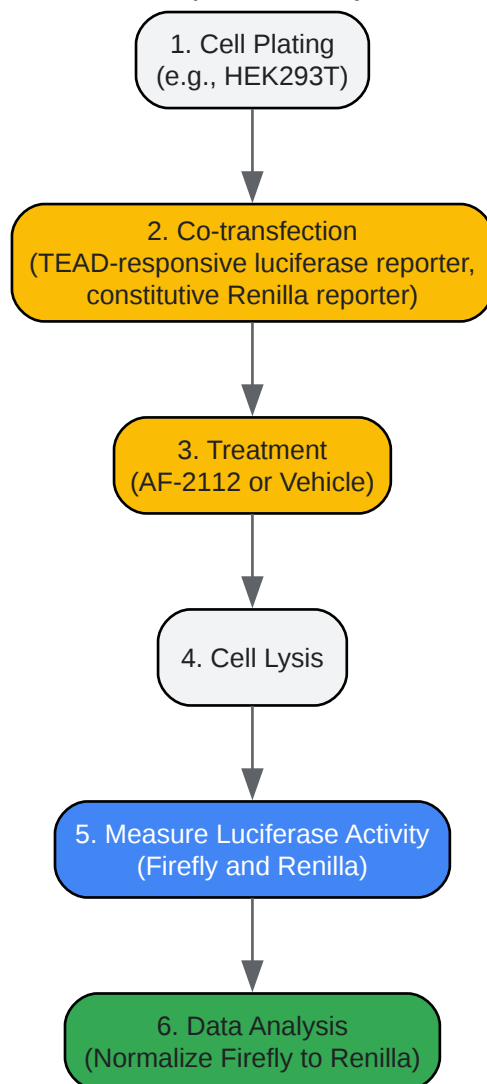 1. Cell Plating
(e.g., HEK293T)
2. Co-transfection
(TEAD-responsive luciferase reporter,
constitutive Renilla reporter)
3. Treatment
(AF-2112 or Vehicle)
4. Cell Lysis
5. Measure Luciferase Activity
(Firefly and Renilla)
6. Data Analysis
(Normalize Firefly to Renilla)